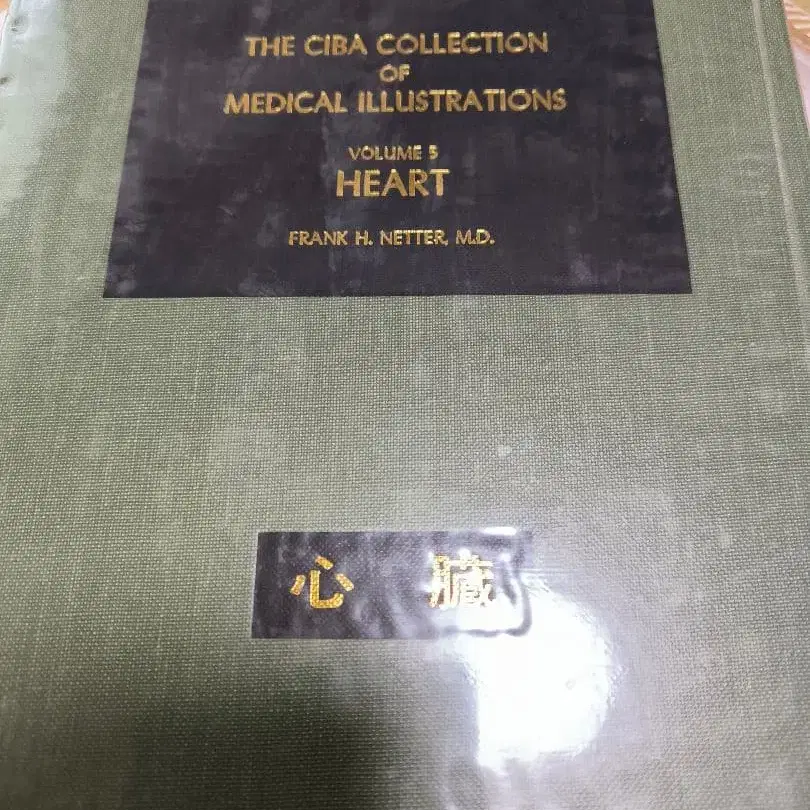 THE CIBA COLLECTION
OF
MEDICAL ILLUSTRATIONS
VOLUME 5
HEART
FRANK H. NETTER, M.D.
心臓